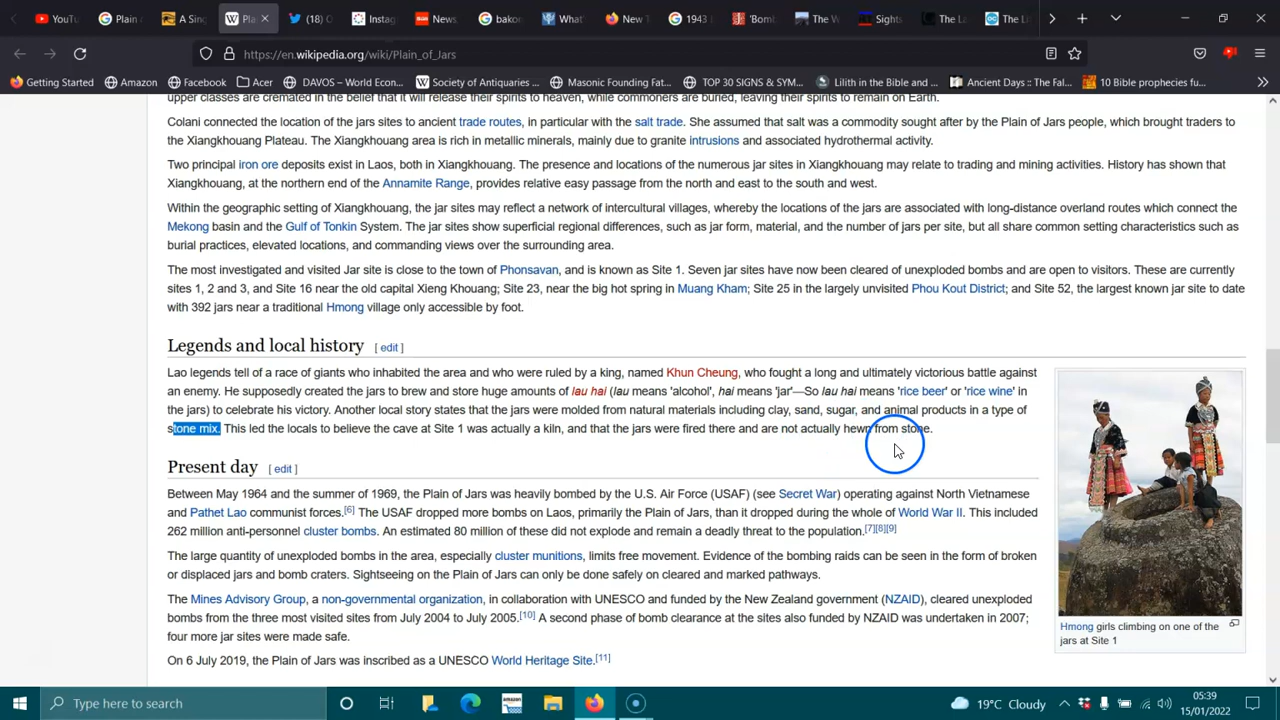 YouTu
Plain o
A Sing
Pla
(18) O
Instag
News.
bakoe
What'
New T
1943 i
'Bomb
The W
Sights
The La
The Li
https://en.wikipedia.org/wiki/Plain_of_Jars
Getting Started
Amazon
Facebook
Acer
DAVOS – World Econ...
Society of Antiquaries ...
Masonic Founding Fat...
TOP 30 SIGNS & SYM...
Lilith in the Bible and ...
Ancient Days :: The Fal...
10 Bible prophecies fu...
upper classes are cremated in the belief that it will release their spirits to heaven, while commoners are buried, leaving their spirits to remain on Earth.
Colani connected the location of the jars sites to ancient trade routes, in particular with the salt trade. She assumed that salt was a commodity sought after by the Plain of Jars people, which brought traders to
the Xiangkhouang Plateau. The Xiangkhouang area is rich in metallic minerals, mainly due to granite intrusions and associated hydrothermal activity.
Two principal iron ore deposits exist in Laos, both in Xiangkhouang. The presence and locations of the numerous jar sites in Xiangkhouang may relate to trading and mining activities. History has shown that
Xiangkhouang, at the northern end of the Annamite Range, provides relative easy passage from the north and east to the south and west.
Within the geographic setting of Xiangkhouang, the jar sites may reflect a network of intercultural villages, whereby the locations of the jars are associated with long-distance overland routes which connect the
Mekong basin and the Gulf of Tonkin System. The jar sites show superficial regional differences, such as jar form, material, and the number of jars per site, but all share common setting characteristics such as
burial practices, elevated locations, and commanding views over the surrounding area.
The most investigated and visited Jar site is close to the town of Phonsavan, and is known as Site 1. Seven jar sites have now been cleared of unexploded bombs and are open to visitors. These are currently
sites 1, 2 and 3, and Site 16 near the old capital Xieng Khouang; Site 23, near the big hot spring in Muang Kham; Site 25 in the largely unvisited Phou Kout District; and Site 52, the largest known jar site to date
with 392 jars near a traditional Hmong village only accessible by foot.
Legends and local history [ edit ]
Lao legends tell of a race of giants who inhabited the area and who were ruled by a king, named Khun Cheung, who fought a long and ultimately victorious battle against
an enemy. He supposedly created the jars to brew and store huge amounts of lau hai (lau means 'alcohol', hai means 'jar'—So lau hai means 'rice beer' or 'rice wine' in
the jars) to celebrate his victory. Another local story states that the jars were molded from natural materials including clay, sand, sugar, and animal products in a type of
stone mix. This led the locals to believe the cave at Site 1 was actually a kiln, and that the jars were fired there and are not actually hewn from stone.
Present day [ edit ]
Between May 1964 and the summer of 1969, the Plain of Jars was heavily bombed by the U.S. Air Force (USAF) (see Secret War) operating against North Vietnamese
and Pathet Lao communist forces.[6] The USAF dropped more bombs on Laos, primarily the Plain of Jars, than it dropped during the whole of World War II. This included
262 million anti-personnel cluster bombs. An estimated 80 million of these did not explode and remain a deadly threat to the population.[7][8][9]
The large quantity of unexploded bombs in the area, especially cluster munitions, limits free movement. Evidence of the bombing raids can be seen in the form of broken
or displaced jars and bomb craters. Sightseeing on the Plain of Jars can only be done safely on cleared and marked pathways.
The Mines Advisory Group, a non-governmental organization, in collaboration with UNESCO and funded by the New Zealand government (NZAID), cleared unexploded
bombs from the three most visited sites from July 2004 to July 2005.[10] A second phase of bomb clearance at the sites also funded by NZAID was undertaken in 2007;
four more jar sites were made safe.
On 6 July 2019, the Plain of Jars was inscribed as a UNESCO World Heritage Site.[11]
Hmong girls climbing on one of the
jars at Site 1
Type here to search
19°C Cloudy
05:39
15/01/2022